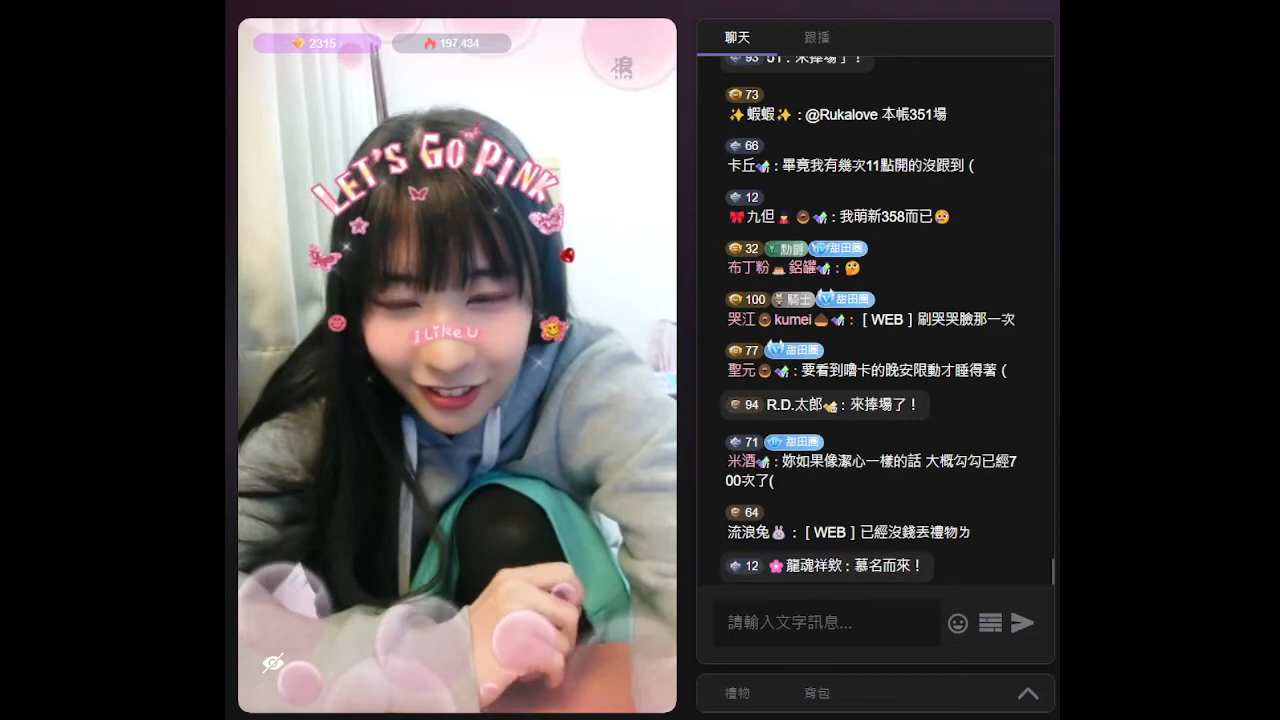 2315
197,434
浪
LIVE
LET'S GO PINK
I Like U
聊天
跟播
93 51：來捧場了！
73
✨蝦蝦✨：@Rukalove 本帳351場
66
卡丘：畢竟我有幾次11點開的沒跟到 (
12
九但：我萌新358而已
32 勳爵 甜田圈
布丁粉 鋁罐：
100 騎士 甜田圈
哭江 kumei：[ WEB ] 刷哭哭臉那一次
77 甜田圈
聖元：要看到嚕卡的晚安限動才睡得著 (
94 R.D.太郎：來捧場了！
71 甜田圈
米酒：妳如果像潔心一樣的話 大概勾勾已經7
00次了(
64
流浪兔：[ WEB ] 已經沒錢丟禮物ㄌ
12 龍魂祥欸：慕名而來！
請輸入文字訊息...
禮物
背包